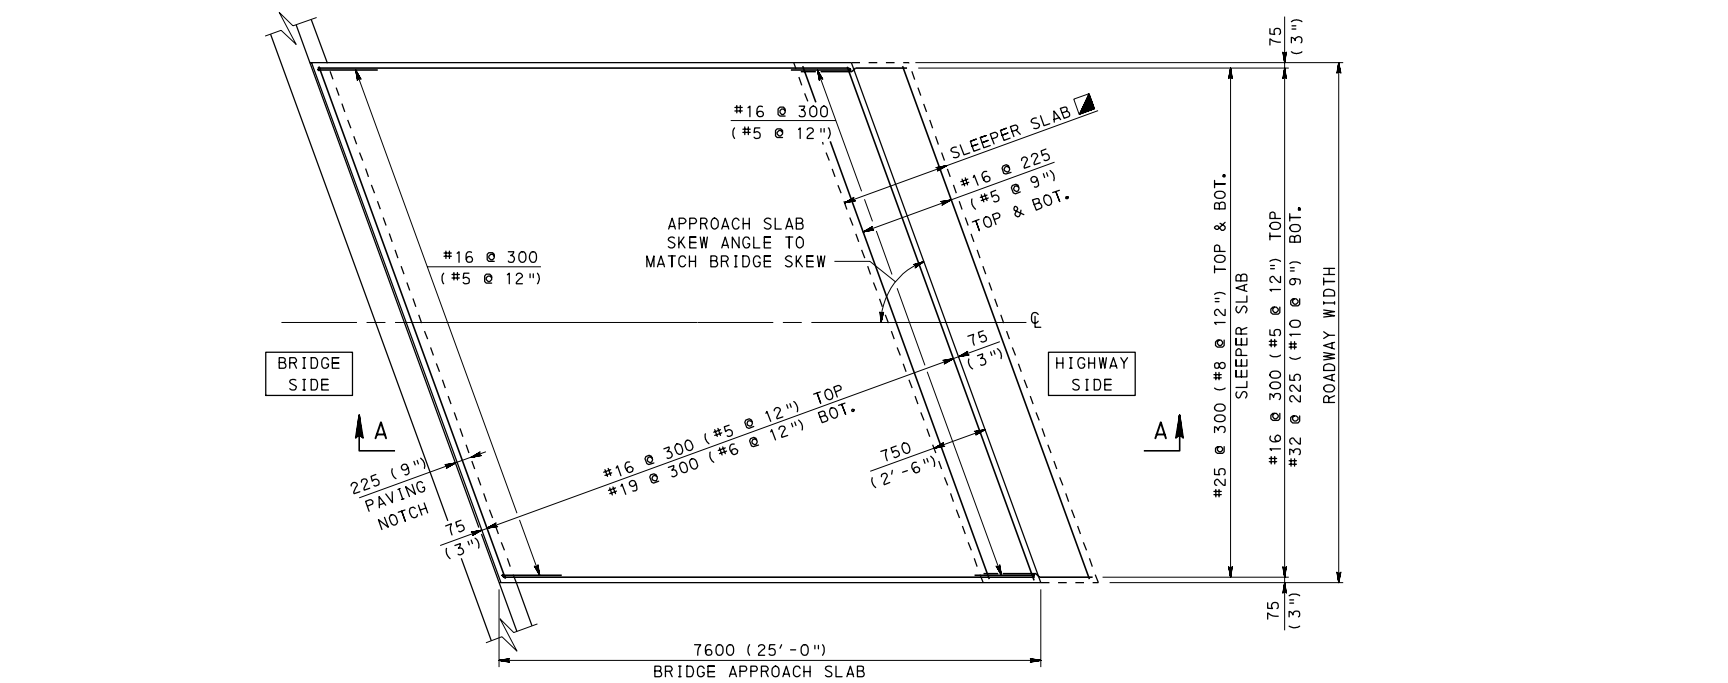 75
(3")
#16 @ 300
(#5 @ 12")
SLEEPER SLAB
#16 @ 225
(#5 @ 9")
TOP & BOT.
APPROACH SLAB
SKEW ANGLE TO
MATCH BRIDGE SKEW
#16 @ 300
(#5 @ 12")
℄
75
(3")
BRIDGE
SIDE
HIGHWAY
SIDE
A
A
#16 @ 300 (#5 @ 12") TOP
#19 @ 300 (#6 @ 12") BOT.
750
(2'-6")
225 (9")
PAVING
NOTCH
75
(3")
#25 @ 300 (#8 @ 12") TOP & BOT.
SLEEPER SLAB
#16 @ 300 (#5 @ 12") TOP
#32 @ 225 (#10 @ 9") BOT.
ROADWAY WIDTH
75
(3")
7600 (25'-0")
BRIDGE APPROACH SLAB